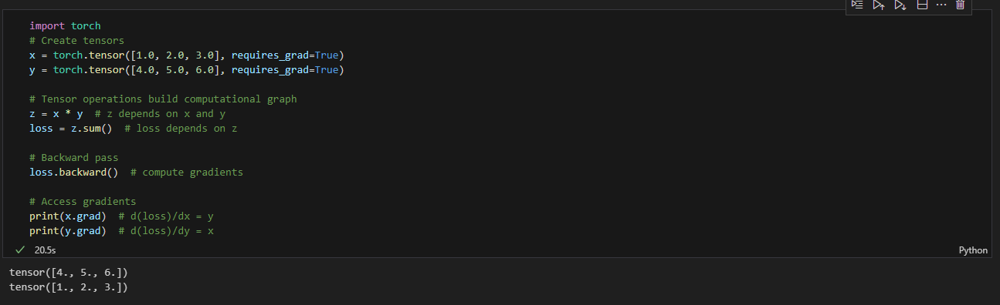 import torch
# Create tensors
x = torch.tensor([1.0, 2.0, 3.0], requires_grad=True)
y = torch.tensor([4.0, 5.0, 6.0], requires_grad=True)
# Tensor operations build computational graph
z = x * y  # z depends on x and y
loss = z.sum()  # loss depends on z
# Backward pass
loss.backward()  # compute gradients
# Access gradients
print(x.grad)  # d(loss)/dx = y
print(y.grad)  # d(loss)/dy = x
20.5s
Python
tensor([4., 5., 6.])
tensor([1., 2., 3.])